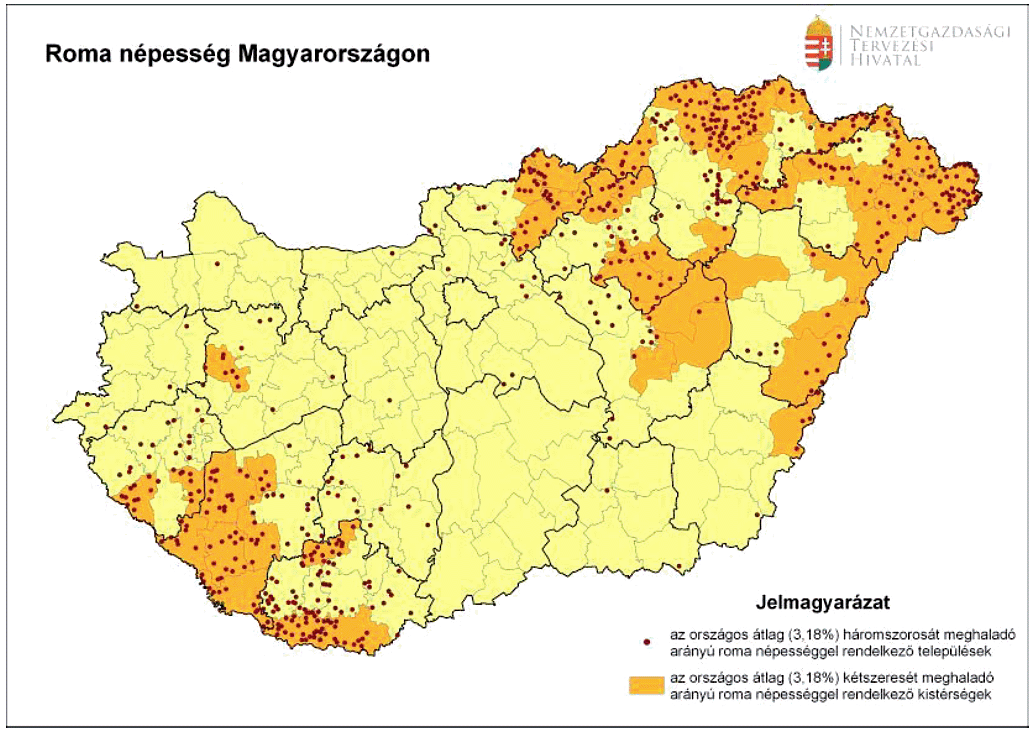 Roma népesség Magyarországon
NEMZETGAZDASÁGI
TERVEZÉSI
HIVATAL
Jelmagyarázat
az országos átlag (3,18%) háromszorosát meghaladó
arányú roma népességgel rendelkező települések
az országos átlag (3,18%) kétszeresét meghaladó
arányú roma népességgel rendelkező kistérségek